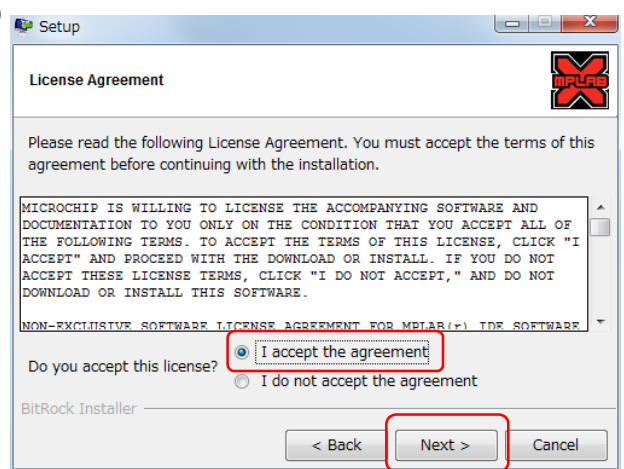 Setup
License Agreement
MPLAB
Please read the following License Agreement. You must accept the terms of this
agreement before continuing with the installation.
MICROCHIP IS WILLING TO LICENSE THE ACCOMPANYING SOFTWARE AND
DOCUMENTATION TO YOU ONLY ON THE CONDITION THAT YOU ACCEPT ALL OF
THE FOLLOWING TERMS. TO ACCEPT THE TERMS OF THIS LICENSE, CLICK "I
ACCEPT" AND PROCEED WITH THE DOWNLOAD OR INSTALL. IF YOU DO NOT
ACCEPT THESE LICENSE TERMS, CLICK "I DO NOT ACCEPT," AND DO NOT
DOWNLOAD OR INSTALL THIS SOFTWARE.
NON-EXCLUSIVE SOFTWARE LICENSE AGREEMENT FOR MPLAB(r) IDE SOFTWARE
Do you accept this license?
I accept the agreement
I do not accept the agreement
BitRock Installer
< Back
Next >
Cancel